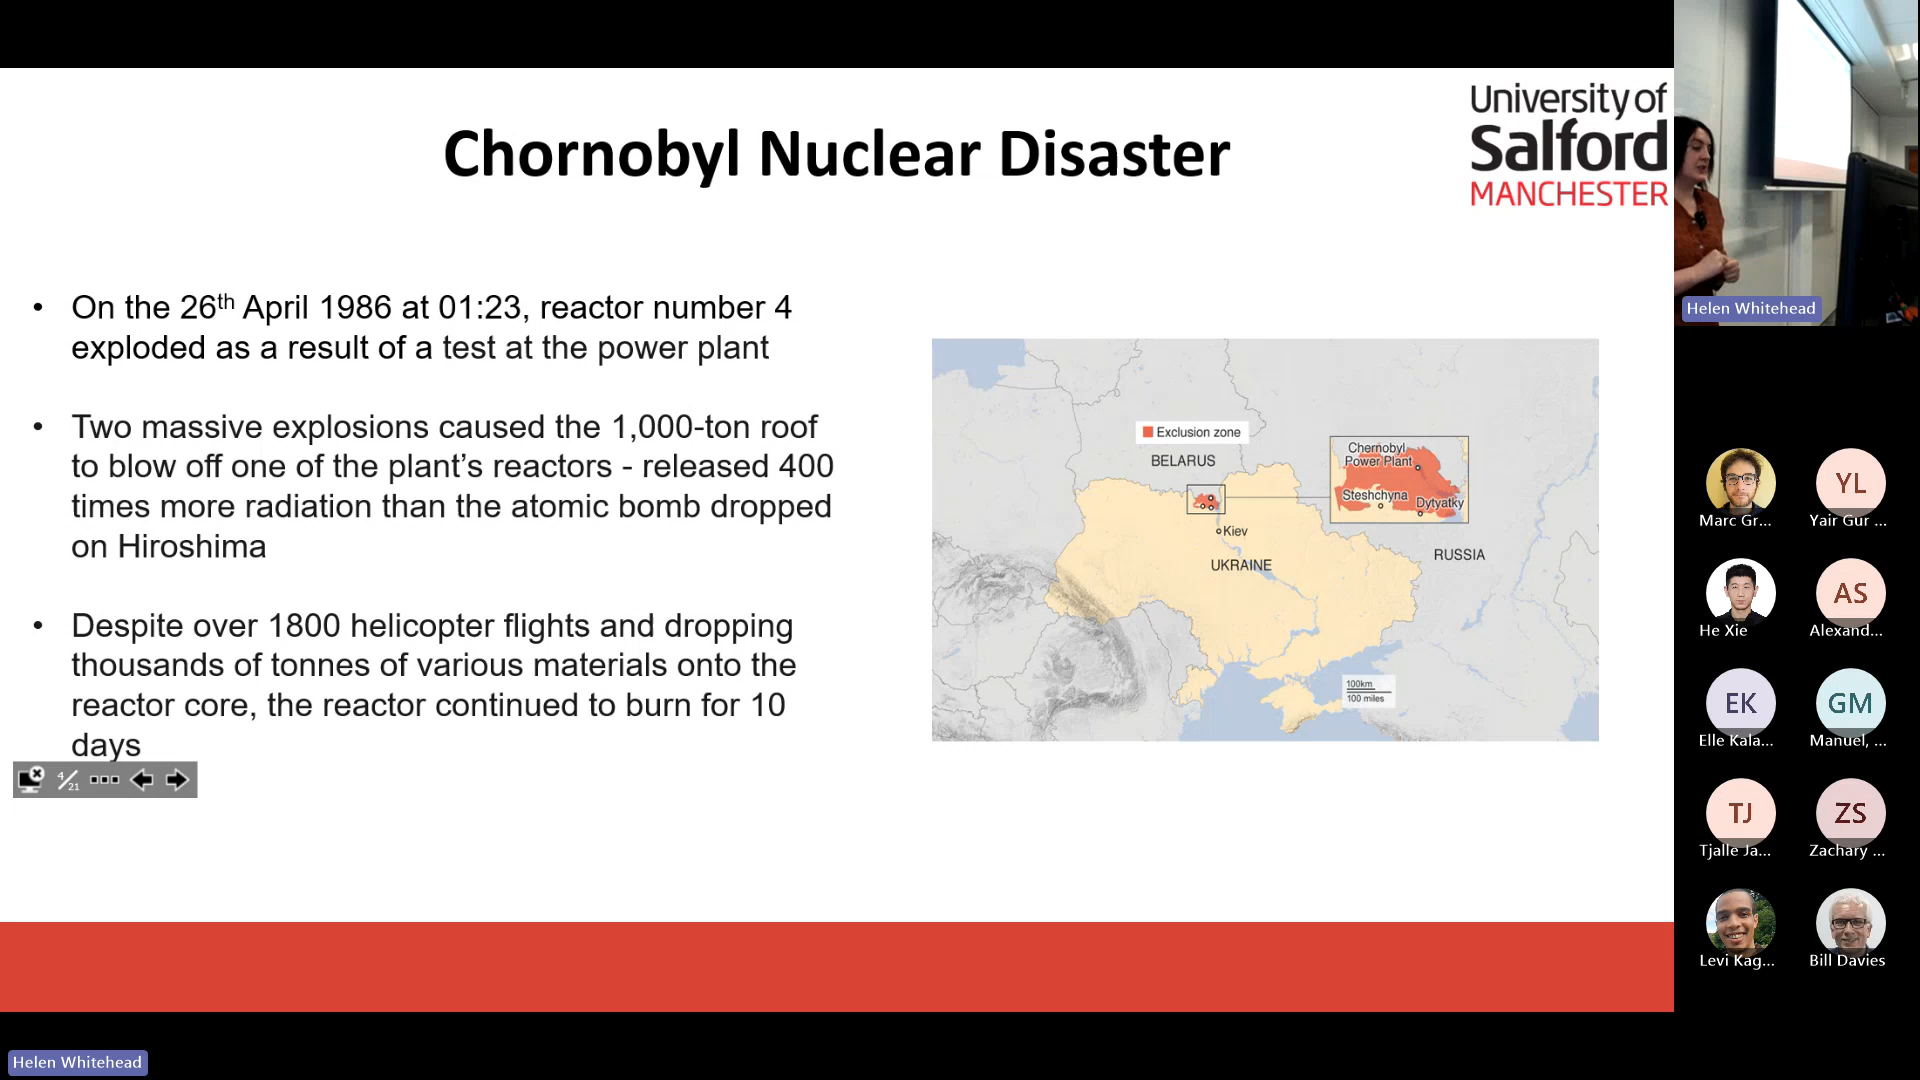 University of
Salford
MANCHESTER
Chornobyl Nuclear Disaster
• On the 26th April 1986 at 01:23, reactor number 4
exploded as a result of a test at the power plant
• Two massive explosions caused the 1,000-ton roof
to blow off one of the plant's reactors - released 400
times more radiation than the atomic bomb dropped
on Hiroshima
• Despite over 1800 helicopter flights and dropping
thousands of tonnes of various materials onto the
reactor core, the reactor continued to burn for 10
days
4/21
Exclusion zone
BELARUS
Chernobyl
Power Plant
Steshchyna
Dytyatky
Kiev
UKRAINE
RUSSIA
100km
100 miles
Helen Whitehead
Marc Gr...
YL
Yair Gur ...
He Xie
AS
Alexand...
EK
Elle Kala...
GM
Manuel, ...
TJ
Tjalle Ja...
ZS
Zachary ...
Levi Kag...
Bill Davies
Helen Whitehead